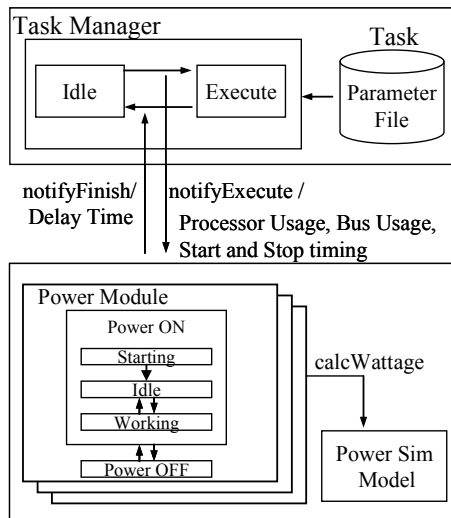 Task Manager
Task
Idle
Execute
Parameter
File
notifyFinish/
Delay Time
notifyExecute /
Processor Usage, Bus Usage,
Start and Stop timing
Power Module
Power ON
Starting
Idle
Working
Power OFF
calcWattage
Power Sim
Model